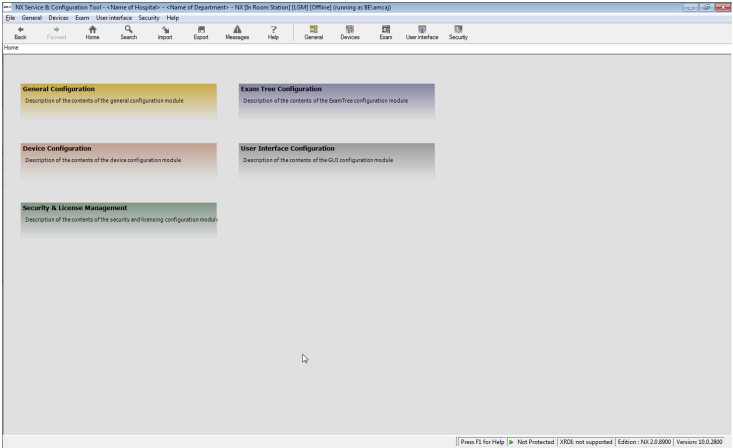 NX Service & Configuration Tool - <Name of Hospital> - <Name of Department> - NX [In Room Station] [LGM] [Offline] (running as BE\amcaj)
File General Devices Exam User interface Security Help
Back Forward Home Search Import Export Messages Help General Devices Exam User interface Security
Home
General Configuration
Description of the contents of the general configuration module
Exam Tree Configuration
Description of the contents of the ExamTree configuration module
Device Configuration
Description of the contents of the device configuration module
User Interface Configuration
Description of the contents of the GUI configuration module
Security & License Management
Description of the contents of the security and licensing configuration module
Press F1 for Help Not Protected XRDI: not supported Edition : NX 2.0.8900 Version: 10.0.2800